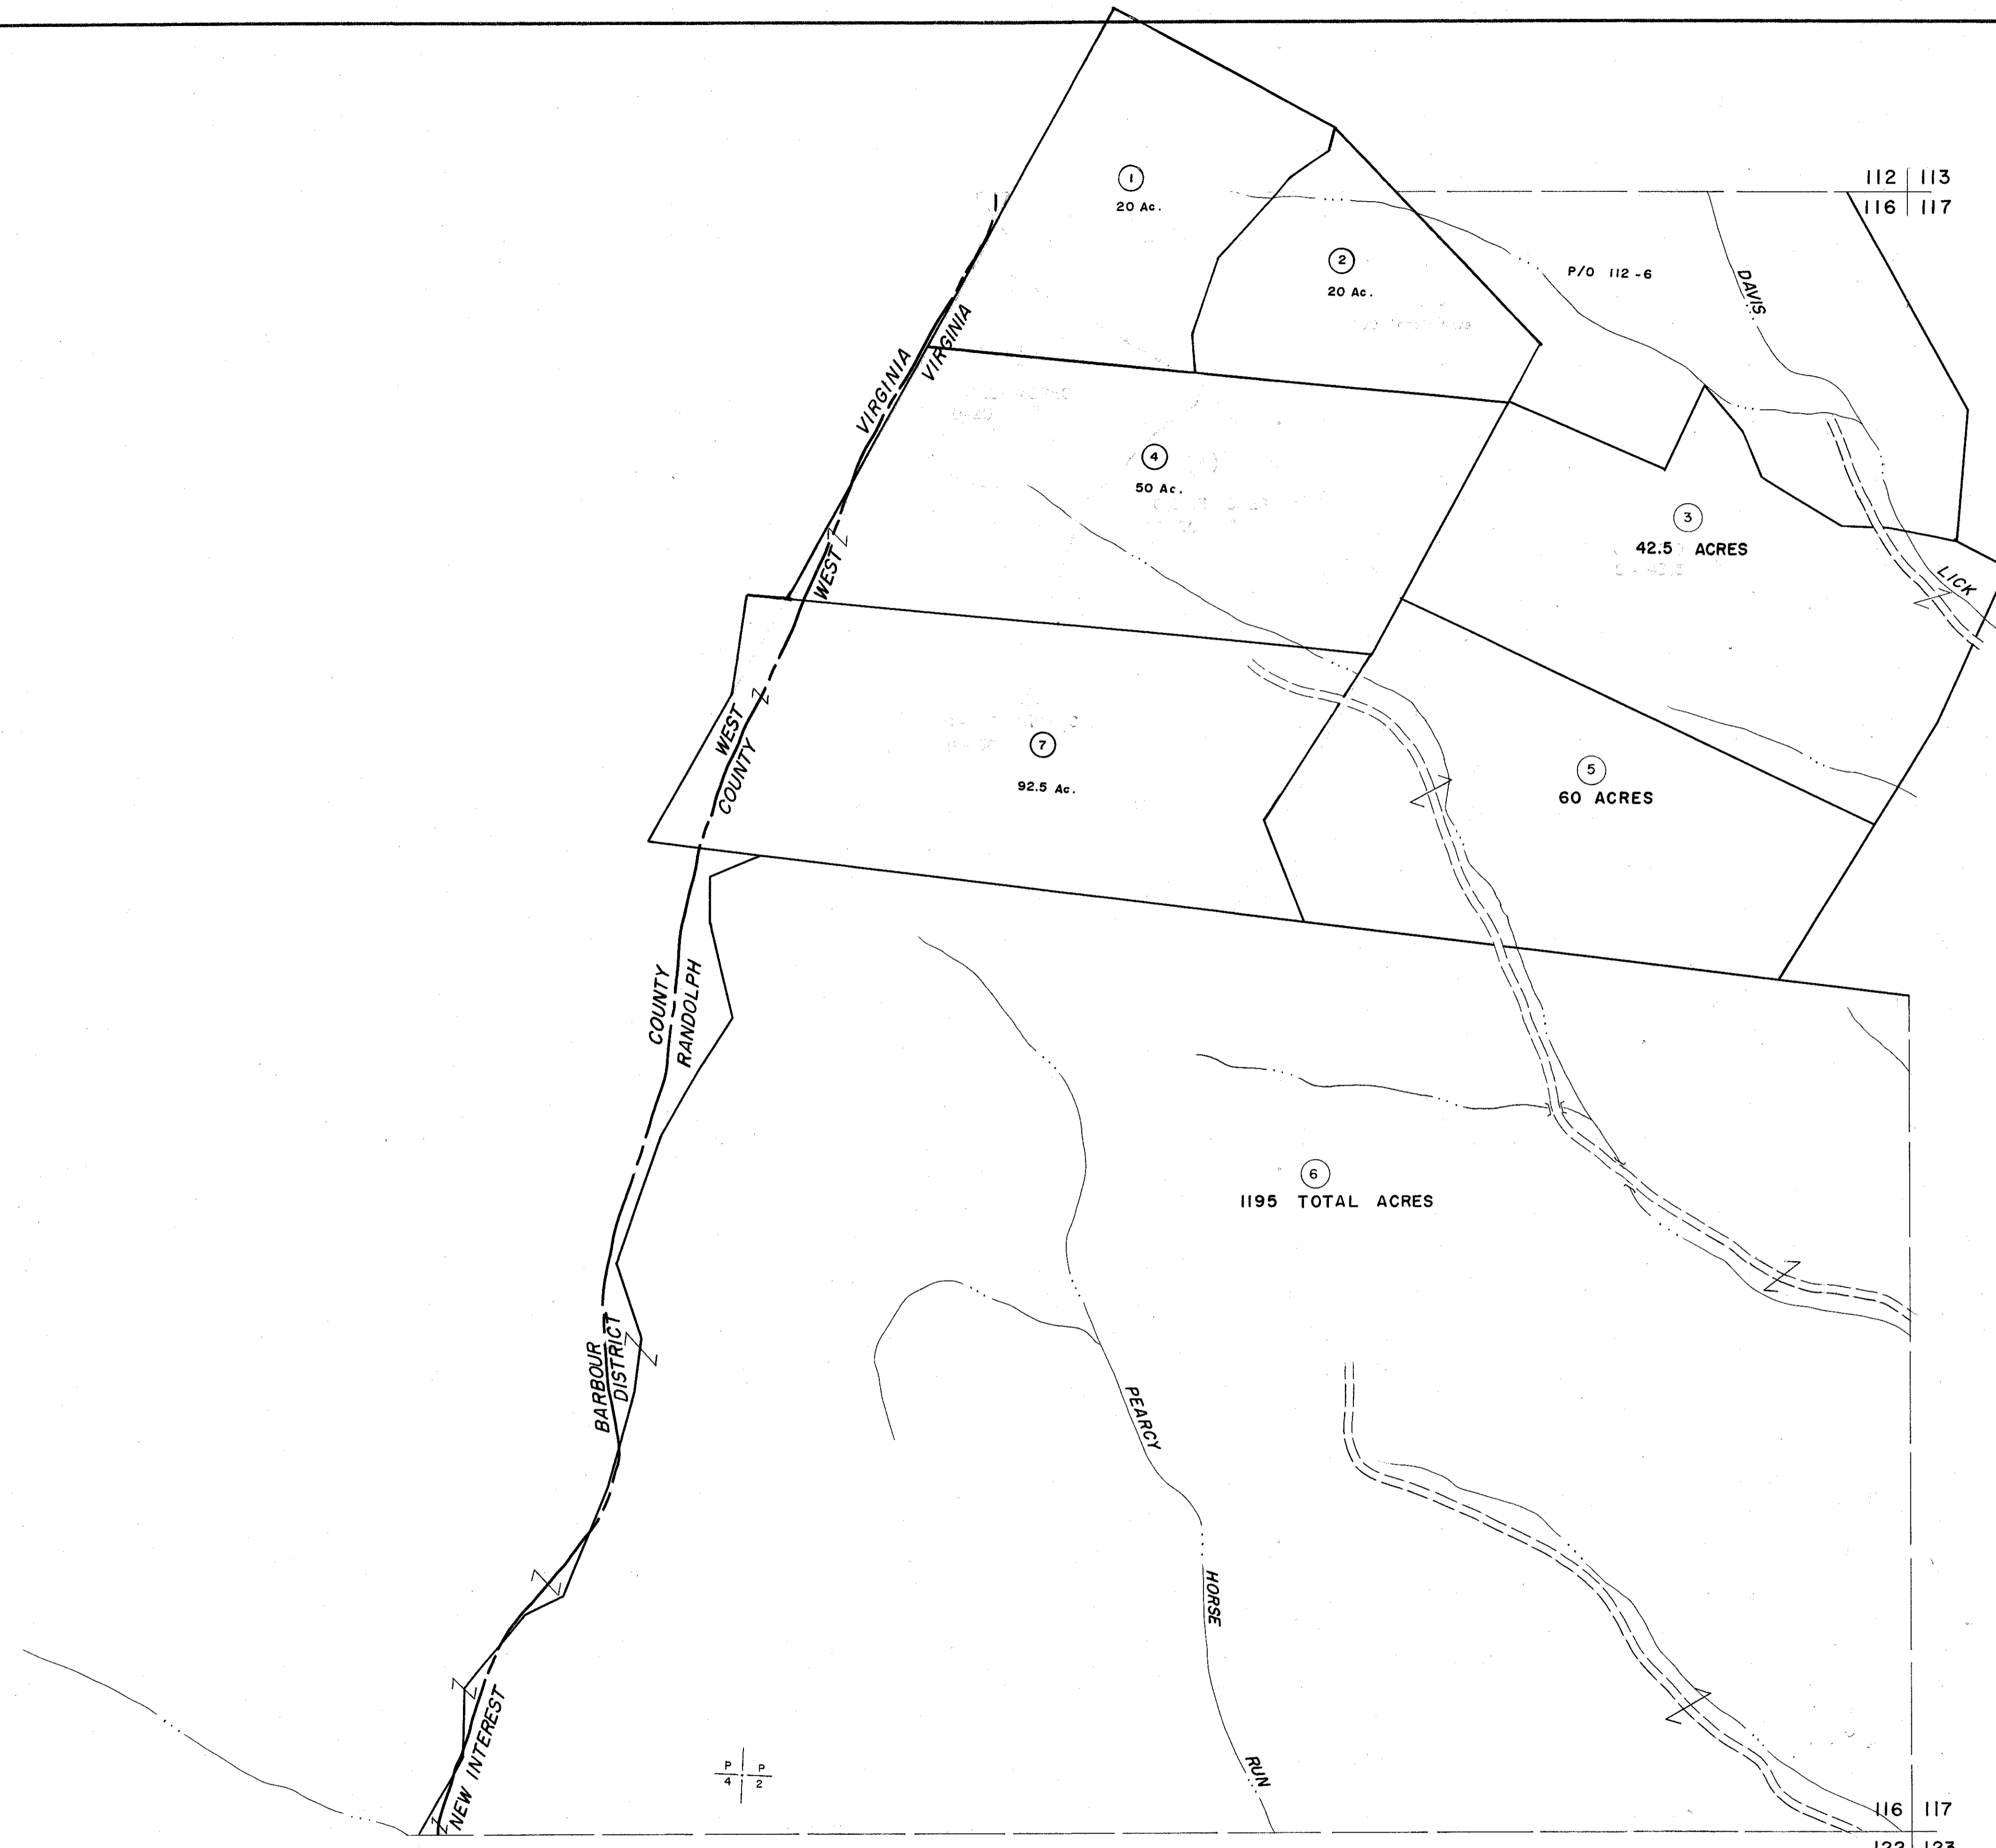 112 113
116 117
1
20 Ac.
2
20 Ac.
P/O 112-6
DAVIS
LICK
VIRGINIA
VIRGINIA
4
50 Ac.
3
42.5 ACRES
WEST
WEST
COUNTY
7
92.5 Ac.
5
60 ACRES
COUNTY
RANDOLPH
6
1195 TOTAL ACRES
BARBOUR
DISTRICT
PEARCY
HORSE
RUN
NEW INTEREST
P P
4 2
116 117
122 123